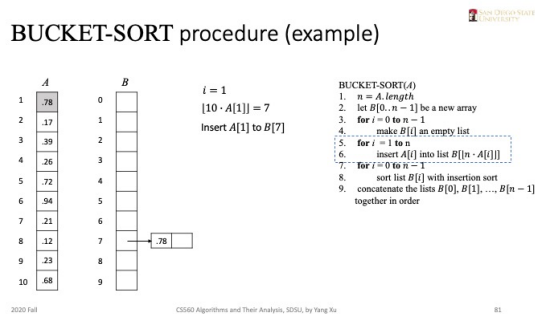 SAN DIEGO STATE
UNIVERSITY
BUCKET-SORT procedure (example)
A
B
1 .78
2 .17
3 .39
4 .26
5 .72
6 .94
7 .21
8 .12
9 .23
10 .68
0
1
2
3
4
5
6
7
8
9
.78
i = 1
⌊10 · A[1]⌋ = 7
Insert A[1] to B[7]
BUCKET-SORT(A)
1. n = A.length
2. let B[0..n − 1] be a new array
3. for i = 0 to n − 1
4. make B[i] an empty list
5. for i = 1 to n
6. insert A[i] into list B[⌊n · A[i]⌋]
7. for i = 0 to n − 1
8. sort list B[i] with insertion sort
9. concatenate the lists B[0], B[1], …, B[n − 1]
together in order
2020 Fall
CS560 Algorithms and Their Analysis, SDSU, by Yang Xu
81